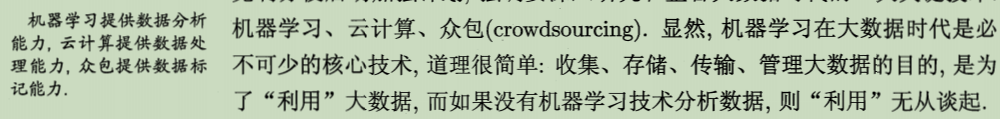 机器学习提供数据分析
能力, 云计算提供数据处
理能力, 众包提供数据标
记能力.
机器学习、云计算、众包(crowdsourcing). 显然, 机器学习在大数据时代是必
不可少的核心技术, 道理很简单: 收集、存储、传输、管理大数据的目的, 是为
了“利用”大数据, 而如果没有机器学习技术分析数据, 则“利用”无从谈起.